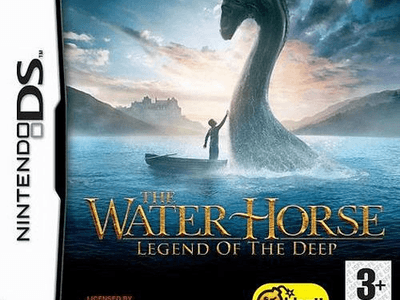 NINTENDO DS
THE
WATER HORSE
LEGEND OF THE DEEP
LICENSED BY
3+